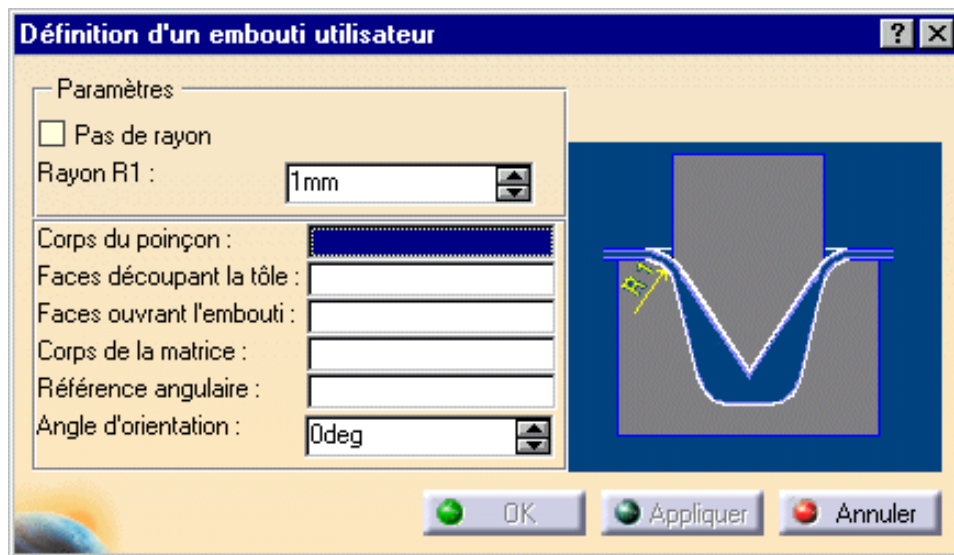 Définition d'un embouti utilisateur
?
Paramètres
Pas de rayon
Rayon R1 : 1mm
Corps du poinçon :
Faces découpant la tôle :
Faces ouvrant l'embouti :
Corps de la matrice :
Référence angulaire :
Angle d'orientation : 0deg
R 1
OK Appliquer Annuler